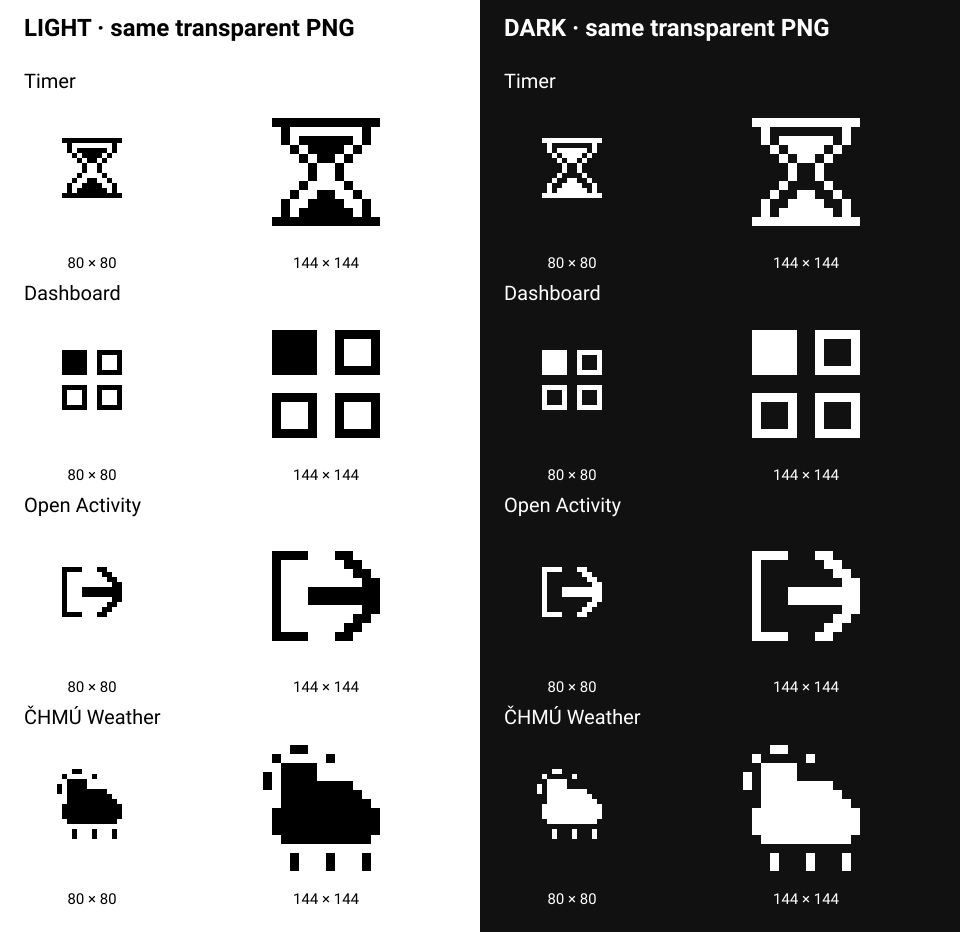 LIGHT · same transparent PNG
Timer
80 × 80
144 × 144
Dashboard
80 × 80
144 × 144
Open Activity
80 × 80
144 × 144
ČHMÚ Weather
80 × 80
144 × 144
DARK · same transparent PNG
Timer
80 × 80
144 × 144
Dashboard
80 × 80
144 × 144
Open Activity
80 × 80
144 × 144
ČHMÚ Weather
80 × 80
144 × 144